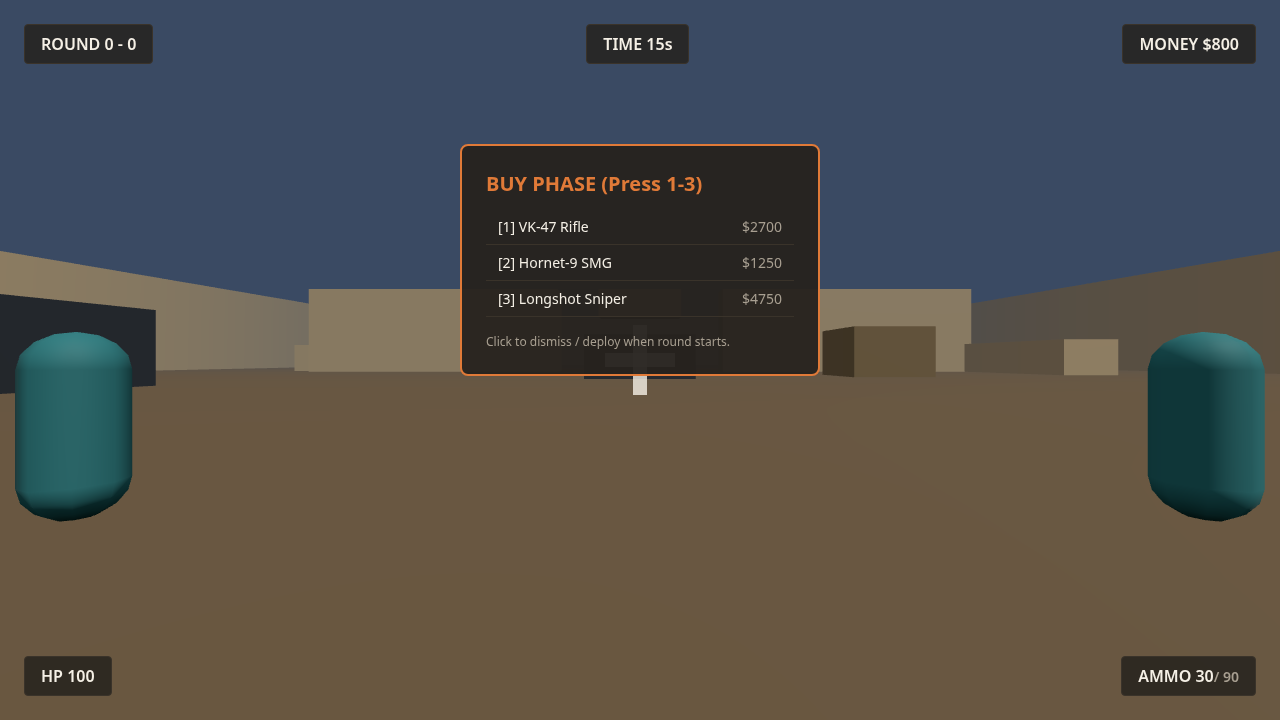 ROUND 0 - 0
TIME 15s
MONEY $800
BUY PHASE (Press 1-3)
[1] VK-47 Rifle $2700
[2] Hornet-9 SMG $1250
[3] Longshot Sniper $4750
Click to dismiss / deploy when round starts.
HP 100
AMMO 30/ 90